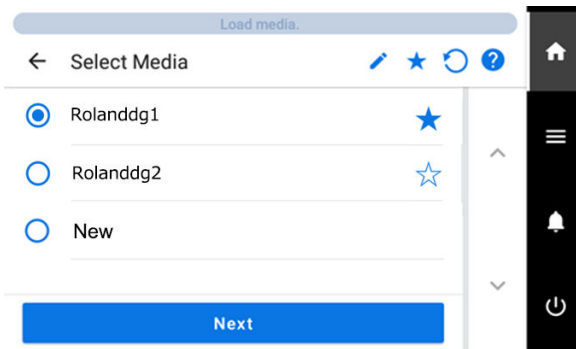 Load media.
Select Media
Rolanddg1
Rolanddg2
New
Next